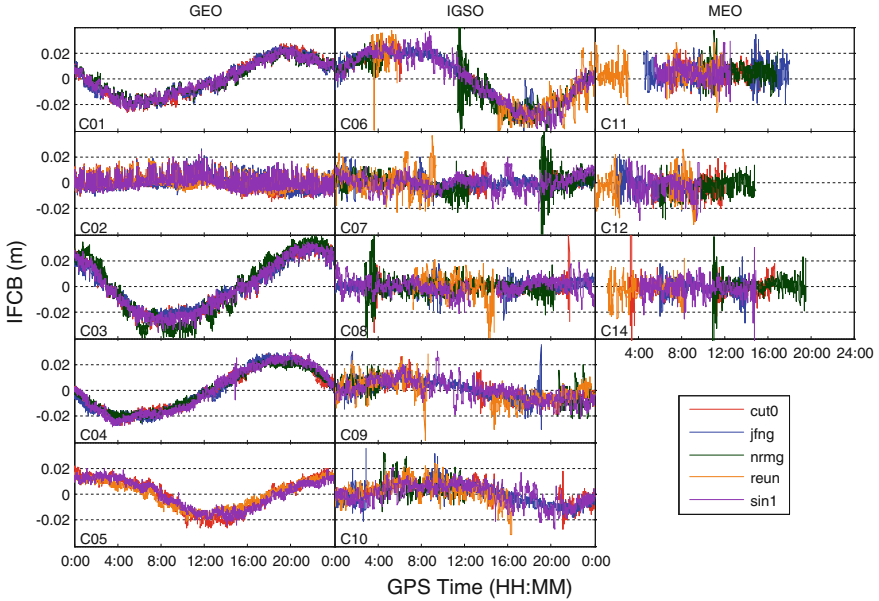 GEO IGSO MEO
IFCB (m)
0.02
0
-0.02
C01 C06 C11
0.02
0
-0.02
C02 C07 C12
0.02
0
-0.02
C03 C08 C14
4:00 8:00 12:00 16:00 20:00 24:00
0.02
0
-0.02
C04 C09
0.02
0
-0.02
C05 C10
0:00 4:00 8:00 12:00 16:00 20:00 0:00 4:00 8:00 12:00 16:00 20:00 0:00
GPS Time (HH:MM)
cut0
jfng
nrmg
reun
sin1